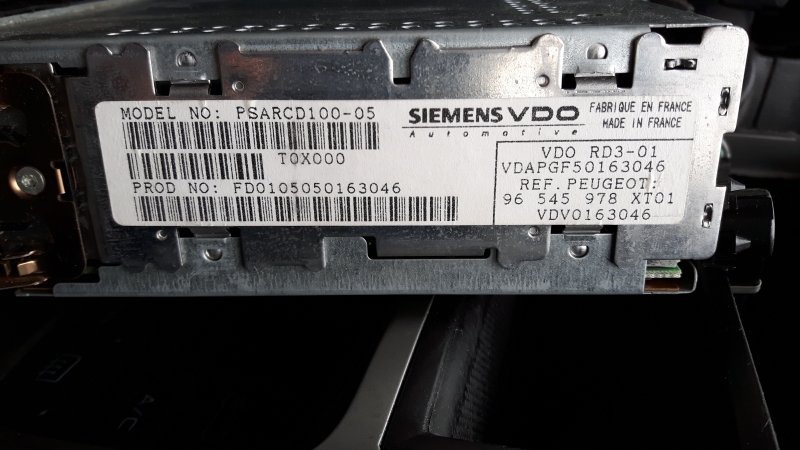 MODEL NO: PSARCD100-05
SIEMENS VDO
Automotive
FABRIQUE EN FRANCE
MADE IN FRANCE
T0X000
PROD NO: FD0105050163046
VDO RD3-01
VDAPGF50163046
REF. PEUGEOT:
96 545 978 XT01
VDV0163046
A/C